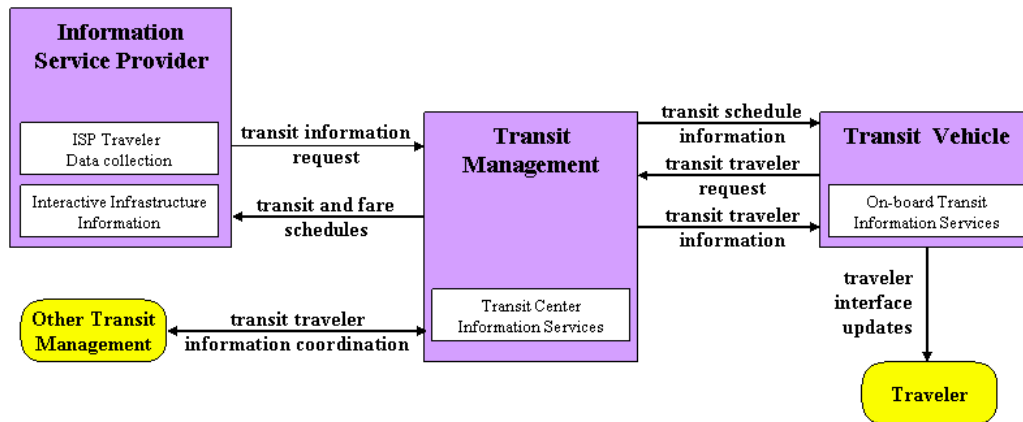 Information
Service Provider
ISP Traveler
Data collection
Interactive Infrastructure
Information
transit information
request
transit and fare
schedules
Other Transit
Management
transit traveler
information coordination
Transit
Management
Transit Center
Information Services
transit schedule
information
transit traveler
request
transit traveler
information
Transit Vehicle
On-board Transit
Information Services
traveler
interface
updates
Traveler